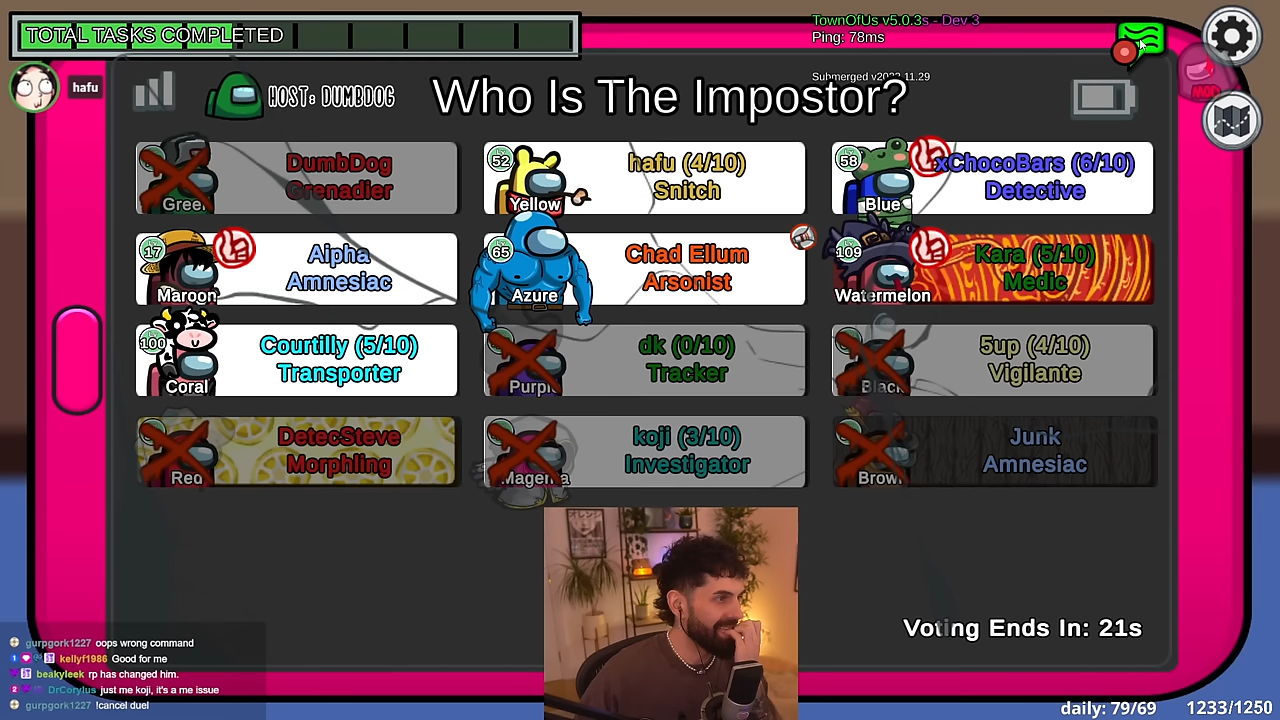 TOTAL TASKS COMPLETED
TownOfUs v5.0.3s - Dev 3
Ping: 78ms
hafu
HOST: DUMBDOG
Submerged v2022.11.29
Who Is The Impostor?
MOD
DumbDog
Grenadier
Green
52
hafu (4/10)
Snitch
Yellow
58
xChocoBars (6/10)
Detective
Blue
17
Alpha
Amnesiac
Maroon
65
Chad Ellum
Arsonist
Azure
109
Kara (5/10)
Medic
Watermelon
100
Courtilly (5/10)
Transporter
Coral
dk (0/10)
Tracker
Purple
5up (4/10)
Vigilante
Black
DetecSteve
Morphling
Red
koji (3/10)
Investigator
Magenta
Junk
Amnesiac
Brown
Voting Ends In: 21s
gurpgork1227 oops wrong command
kellyf1986 Good for me
beakyleek rp has changed him.
DrCorylus just me koji, it's a me issue
gurpgork1227 !cancel duel
daily: 79/69
1233/1250